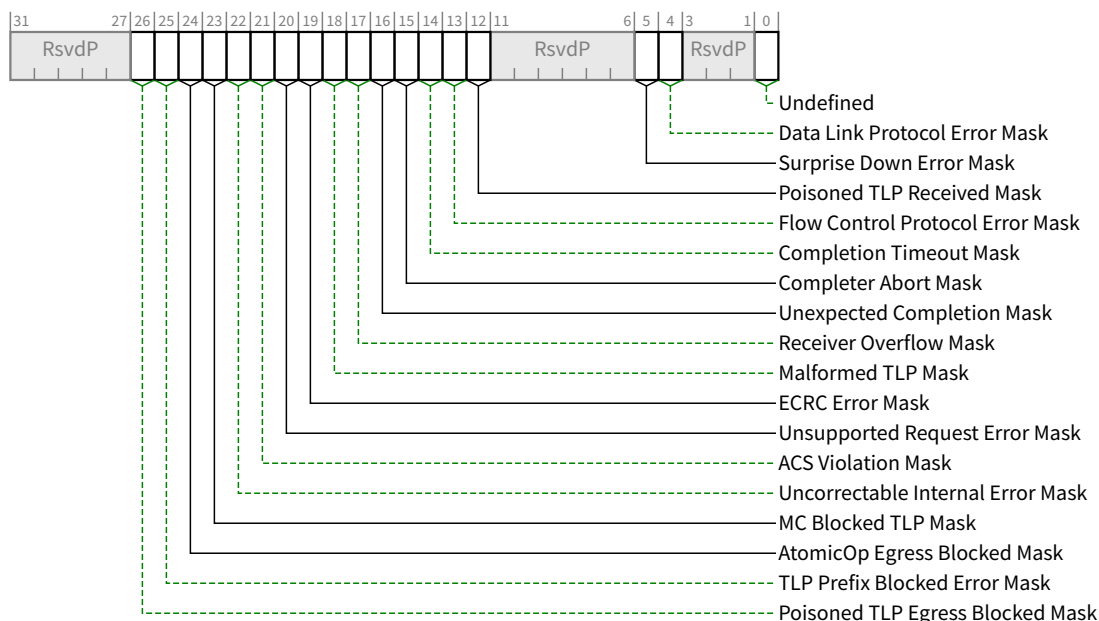 31 27 26 25 24 23 22 21 20 19 18 17 16 15 14 13 12 11 6 5 4 3 1 0
RsvdP RsvdP RsvdP
Undefined
Data Link Protocol Error Mask
Surprise Down Error Mask
Poisoned TLP Received Mask
Flow Control Protocol Error Mask
Completion Timeout Mask
Completer Abort Mask
Unexpected Completion Mask
Receiver Overflow Mask
Malformed TLP Mask
ECRC Error Mask
Unsupported Request Error Mask
ACS Violation Mask
Uncorrectable Internal Error Mask
MC Blocked TLP Mask
AtomicOp Egress Blocked Mask
TLP Prefix Blocked Error Mask
Poisoned TLP Egress Blocked Mask